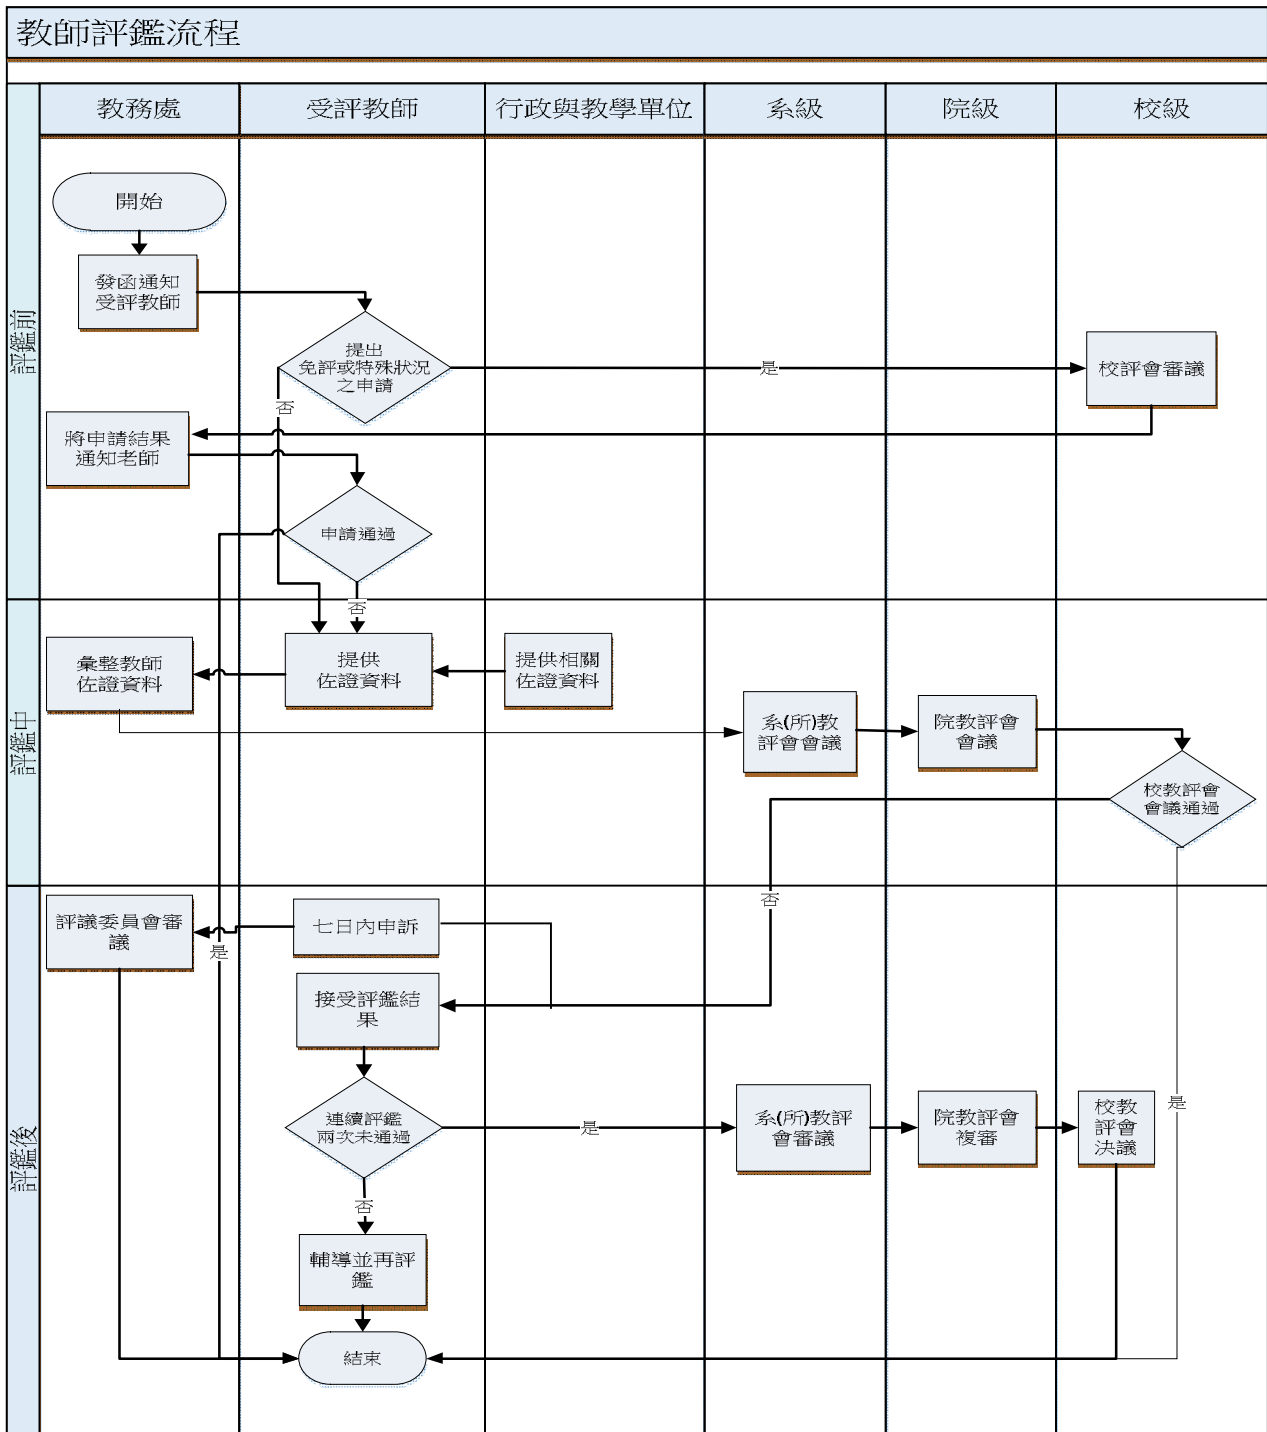 教師評鑑流程
教務處
受評教師
行政與教學單位
系級
院級
校級
評鑑前
開始
發函通知
受評教師
提出
免評或特殊狀況
之申請
是
校評會審議
否
將申請結果
通知老師
申請通過
否
評鑑中
彙整教師
佐證資料
提供
佐證資料
提供相關
佐證資料
系(所)教
評會會議
院教評會
會議
校教評會
會議通過
否
評鑑後
評議委員會審
議
是
七日內申訴
接受評鑑結
果
連續評鑑
兩次未通過
是
系(所)教評
會審議
院教評會
複審
校教
評會
決議
是
否
輔導並再評
鑑
結束